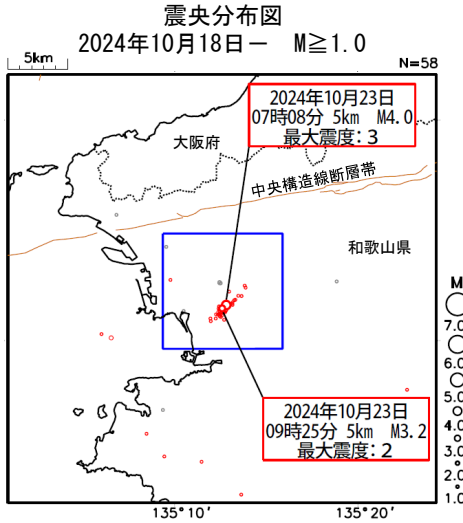 震央分布図
2024年10月18日－ M≧1.0
5km
N=58
2024年10月23日
07時08分 5km M4.0
最大震度:3
大阪府
中央構造線断層帯
和歌山県
M
7.0
6.0
5.0
4.0
3.0
2.0
1.0
2024年10月23日
09時25分 5km M3.2
最大震度:2
135°10′
135°20′